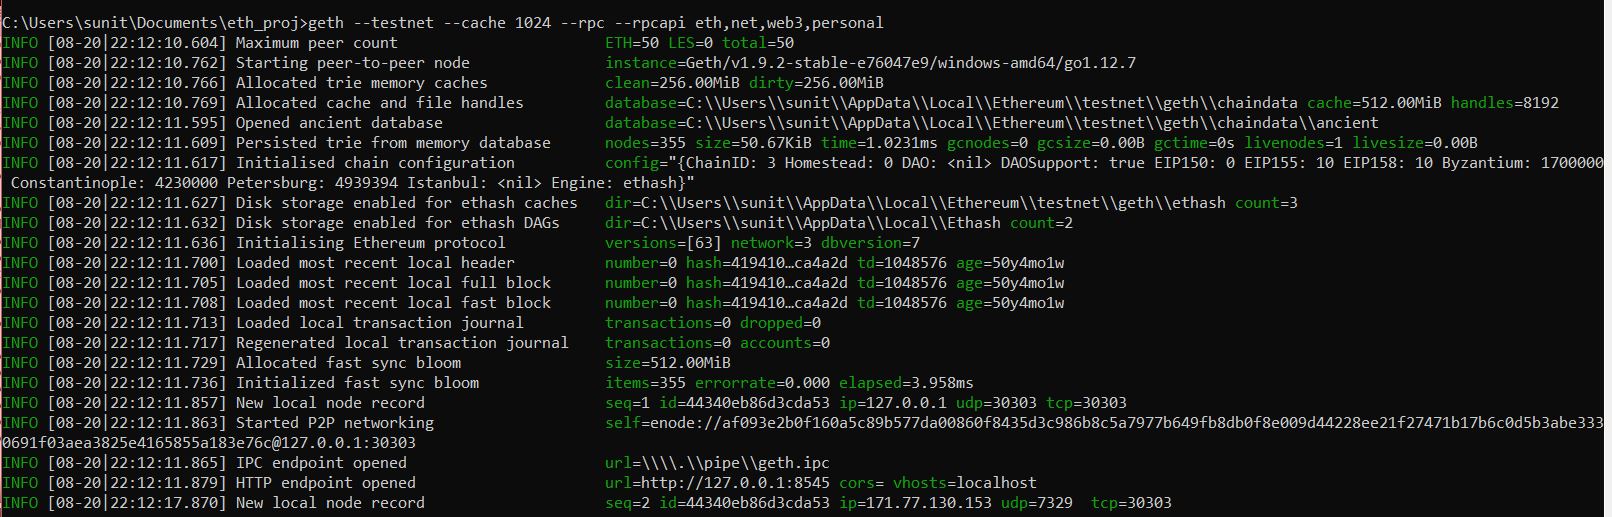 C:\Users\sunit\Documents\eth_proj>geth --testnet --cache 1024 --rpc --rpcapi eth,net,web3,personal
INFO [08-20|22:12:10.604] Maximum peer count                       ETH=50 LES=0 total=50
INFO [08-20|22:12:10.762] Starting peer-to-peer node               instance=Geth/v1.9.2-stable-e76047e9/windows-amd64/go1.12.7
INFO [08-20|22:12:10.766] Allocated trie memory caches             clean=256.00MiB dirty=256.00MiB
INFO [08-20|22:12:10.769] Allocated cache and file handles         database=C:\\Users\\sunit\\AppData\\Local\\Ethereum\\testnet\\geth\\chaindata cache=512.00MiB handles=8192
INFO [08-20|22:12:11.595] Opened ancient database                  database=C:\\Users\\sunit\\AppData\\Local\\Ethereum\\testnet\\geth\\chaindata\\ancient
INFO [08-20|22:12:11.609] Persisted trie from memory database      nodes=355 size=50.67KiB time=1.0231ms gcnodes=0 gcsize=0.00B gctime=0s livenodes=1 livesize=0.00B
INFO [08-20|22:12:11.617] Initialised chain configuration          config="{ChainID: 3 Homestead: 0 DAO: <nil> DAOSupport: true EIP150: 0 EIP155: 10 EIP158: 10 Byzantium: 1700000
 Constantinople: 4230000 Petersburg: 4939394 Istanbul: <nil> Engine: ethash}"
INFO [08-20|22:12:11.627] Disk storage enabled for ethash caches   dir=C:\\Users\\sunit\\AppData\\Local\\Ethereum\\testnet\\geth\\ethash count=3
INFO [08-20|22:12:11.632] Disk storage enabled for ethash DAGs     dir=C:\\Users\\sunit\\AppData\\Local\\Ethash count=2
INFO [08-20|22:12:11.636] Initialising Ethereum protocol           versions=[63] network=3 dbversion=7
INFO [08-20|22:12:11.700] Loaded most recent local header          number=0 hash=419410…ca4a2d td=1048576 age=50y4mo1w
INFO [08-20|22:12:11.705] Loaded most recent local full block      number=0 hash=419410…ca4a2d td=1048576 age=50y4mo1w
INFO [08-20|22:12:11.708] Loaded most recent local fast block      number=0 hash=419410…ca4a2d td=1048576 age=50y4mo1w
INFO [08-20|22:12:11.713] Loaded local transaction journal         transactions=0 dropped=0
INFO [08-20|22:12:11.717] Regenerated local transaction journal    transactions=0 accounts=0
INFO [08-20|22:12:11.729] Allocated fast sync bloom                size=512.00MiB
INFO [08-20|22:12:11.736] Initialized fast sync bloom              items=355 errorrate=0.000 elapsed=3.958ms
INFO [08-20|22:12:11.857] New local node record                    seq=1 id=44340eb86d3cda53 ip=127.0.0.1 udp=30303 tcp=30303
INFO [08-20|22:12:11.863] Started P2P networking                   self=enode://af093e2b0f160a5c89b577da00860f8435d3c986b8c5a7977b649fb8db0f8e009d44228ee21f27471b17b6c0d5b3abe333
0691f03aea3825e4165855a183e76c@127.0.0.1:30303
INFO [08-20|22:12:11.865] IPC endpoint opened                      url=\\\\.\\pipe\\geth.ipc
INFO [08-20|22:12:11.879] HTTP endpoint opened                     url=http://127.0.0.1:8545 cors= vhosts=localhost
INFO [08-20|22:12:17.870] New local node record                    seq=2 id=44340eb86d3cda53 ip=171.77.130.153 udp=7329  tcp=30303